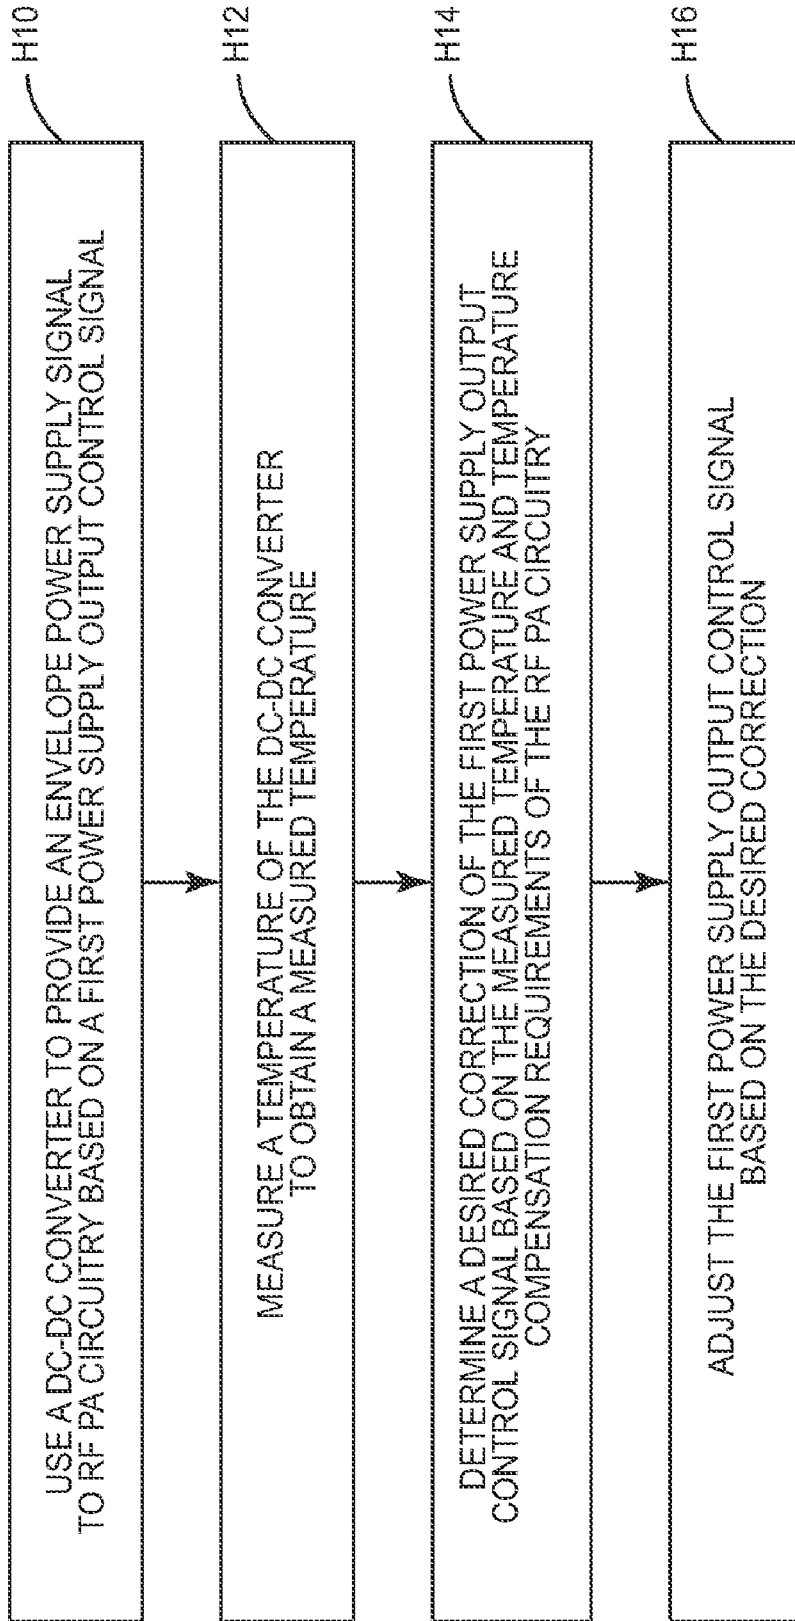 USE A DC-DC CONVERTER TO PROVIDE AN ENVELOPE POWER SUPPLY SIGNAL
TO RF PA CIRCUITRY BASED ON A FIRST POWER SUPPLY OUTPUT CONTROL SIGNAL
H10
MEASURE A TEMPERATURE OF THE DC-DC CONVERTER
TO OBTAIN A MEASURED TEMPERATURE
H12
DETERMINE A DESIRED CORRECTION OF THE FIRST POWER SUPPLY OUTPUT
CONTROL SIGNAL BASED ON THE MEASURED TEMPERATURE AND TEMPERATURE
COMPENSATION REQUIREMENTS OF THE RF PA CIRCUITRY
H14
ADJUST THE FIRST POWER SUPPLY OUTPUT CONTROL SIGNAL
BASED ON THE DESIRED CORRECTION
H16